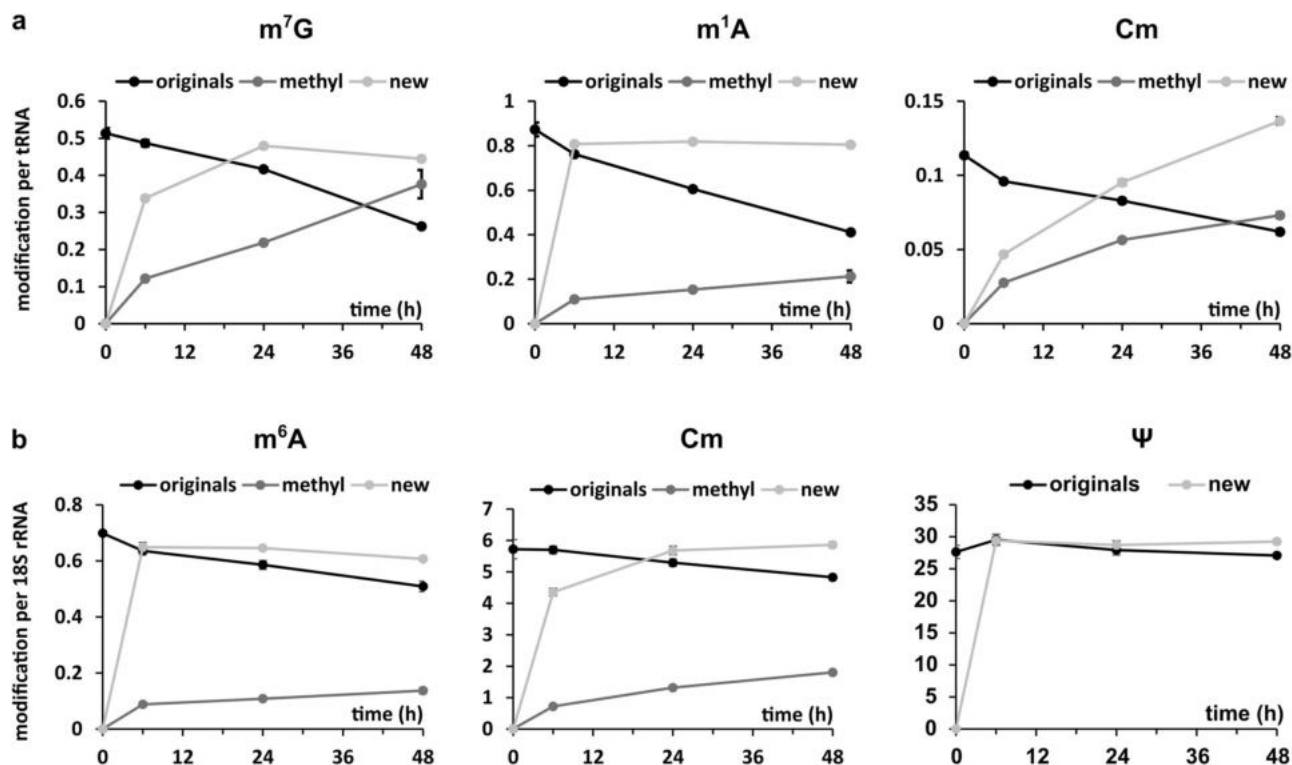 a
m⁷G
m¹A
Cm
originals methyl new
originals methyl new
originals methyl new
modification per tRNA
0.6
0.5
0.4
0.3
0.2
0.1
0
time (h)
0 12 24 36 48
1
0.8
0.6
0.4
0.2
0
time (h)
0 12 24 36 48
0.15
0.1
0.05
0
time (h)
0 12 24 36 48
b
m⁶A
Cm
Ψ
originals methyl new
originals methyl new
originals new
modification per 18S rRNA
0.8
0.6
0.4
0.2
0
time (h)
0 12 24 36 48
7
6
5
4
3
2
1
0
time (h)
0 12 24 36 48
35
30
25
20
15
10
5
0
time (h)
0 12 24 36 48